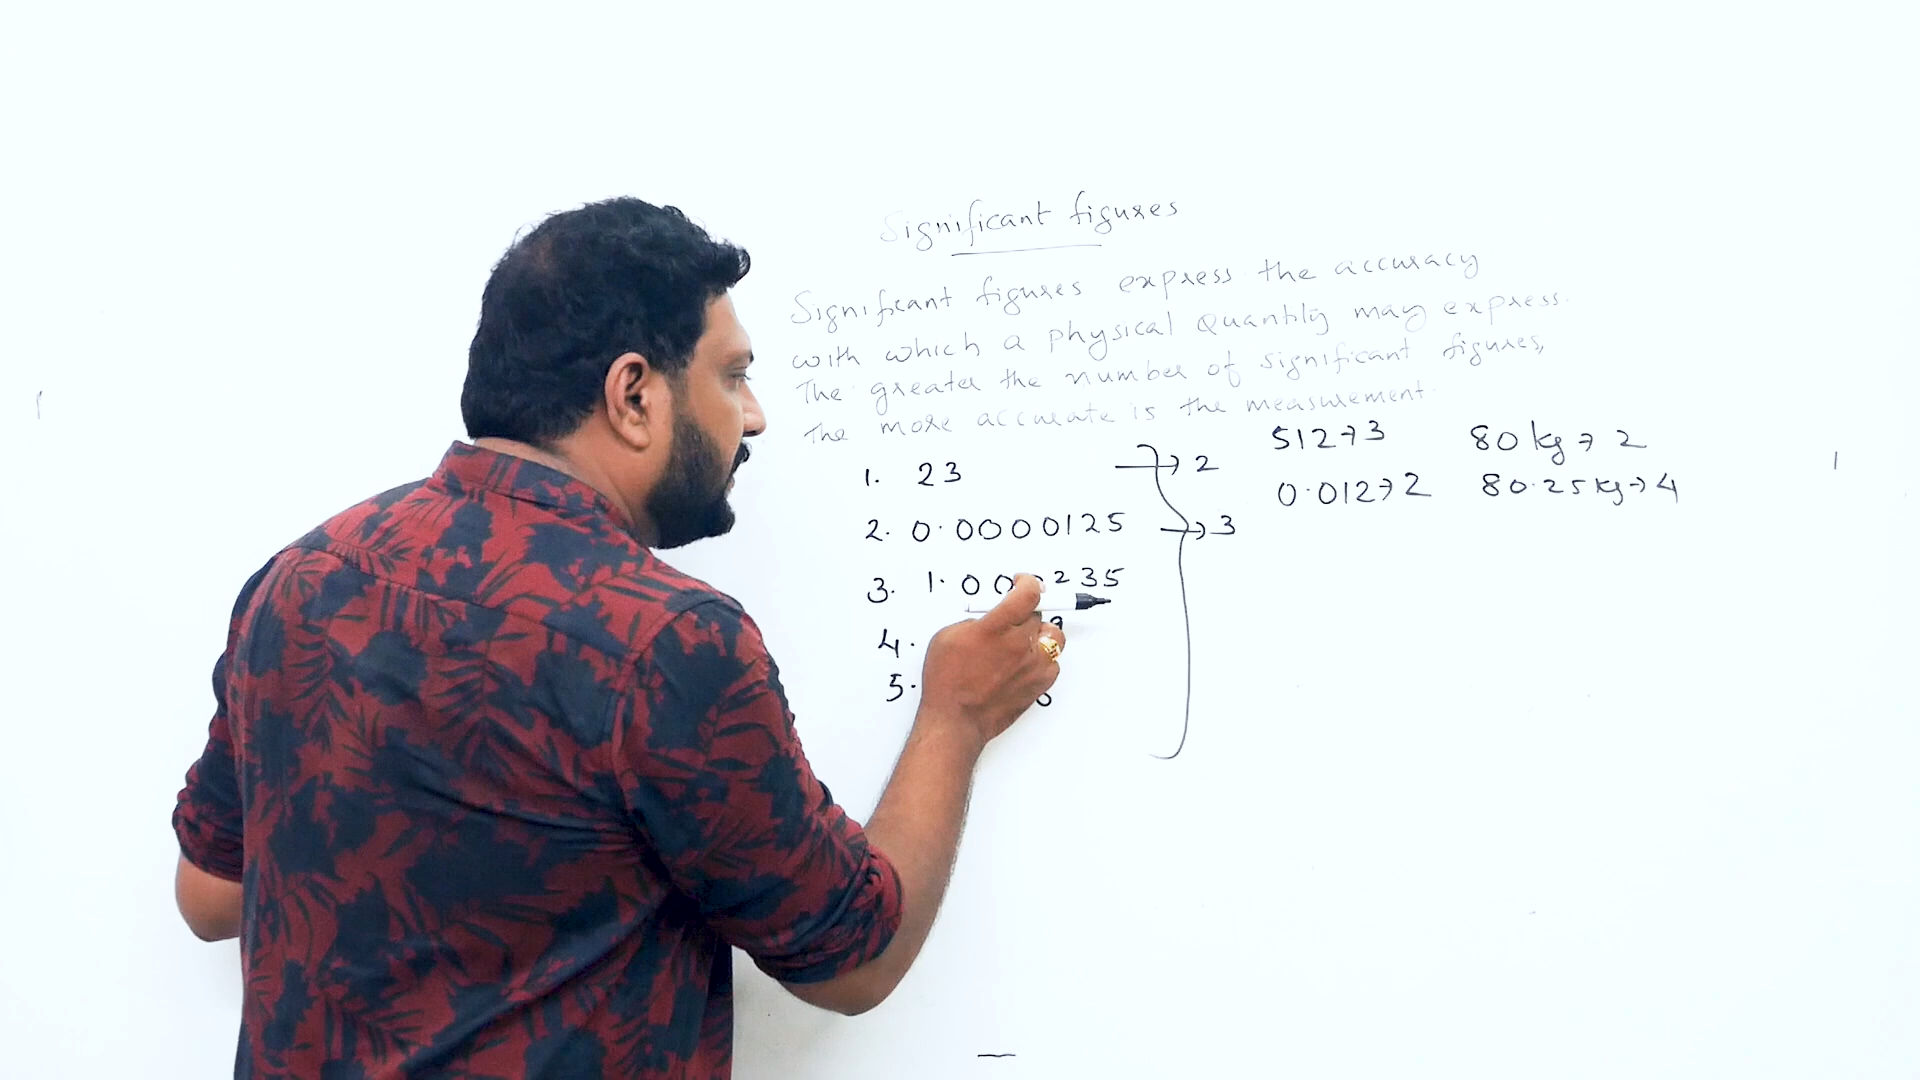 Significant figures
Significant figures express the accuracy
with which a physical Quantity may express.
The greater the number of significant figures,
the more accurate is the measurement.
1. 23 → 2
2. 0.0000125 → 3
3. 1.000235
4.
5.
512 → 3
0.012 → 2
80 kg → 2
80.25 kg → 4